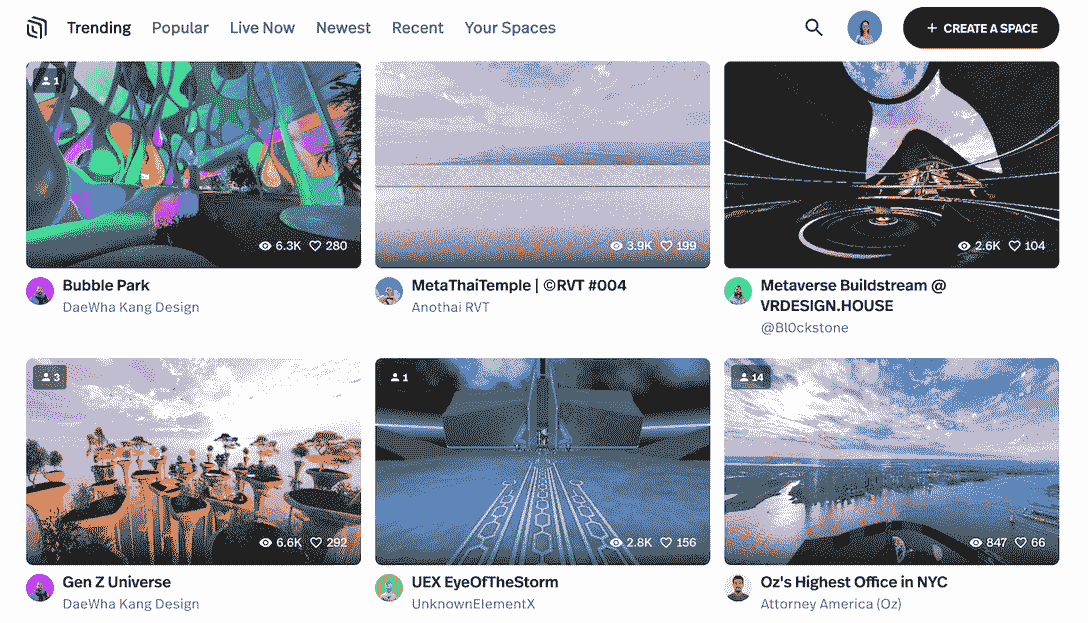 Trending Popular Live Now Newest Recent Your Spaces + CREATE A SPACE
1
6.3K 280
3.9K 199
2.6K 104
Bubble Park
DaeWha Kang Design
MetaThaiTemple | ©RVT #004
Anothai RVT
Metaverse Buildstream @
VRDESIGN.HOUSE
@Bl0ckstone
3
1
14
6.6K 292
2.8K 156
847 66
Gen Z Universe
DaeWha Kang Design
UEX EyeOfTheStorm
UnknownElementX
Oz's Highest Office in NYC
Attorney America (Oz)